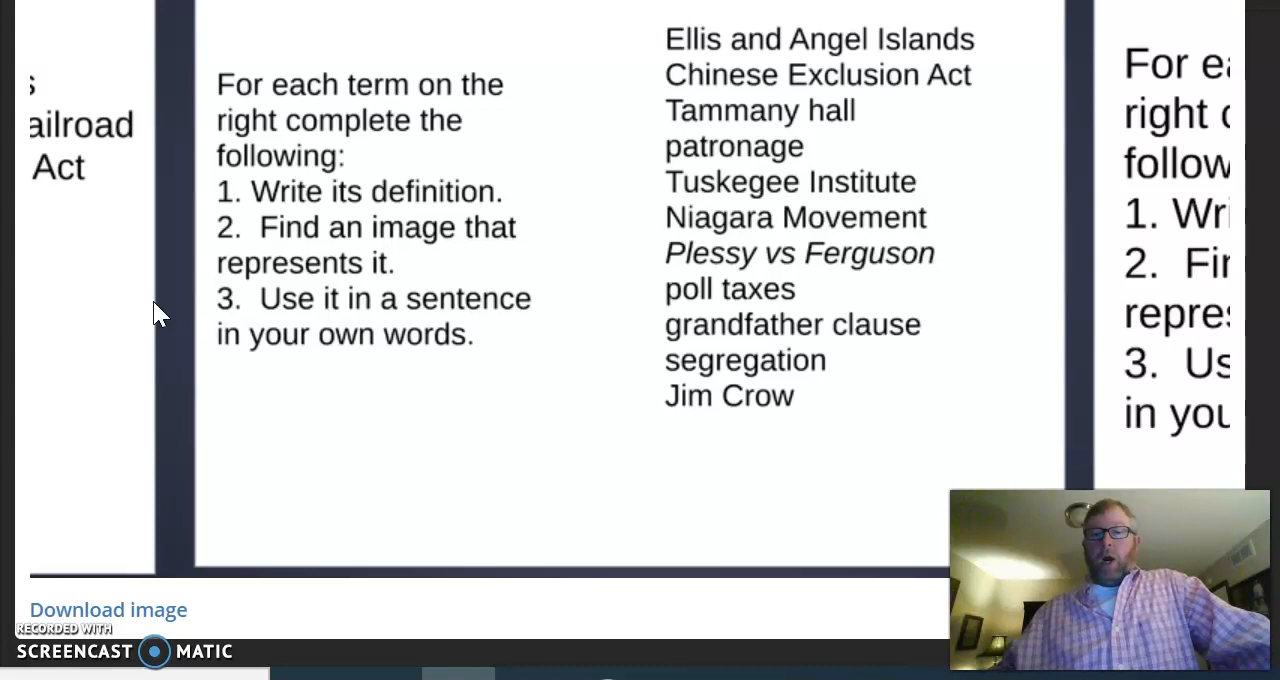 s
ailroad
Act
For each term on the
right complete the
following:
1. Write its definition.
2.  Find an image that
represents it.
3.  Use it in a sentence
in your own words.
Ellis and Angel Islands
Chinese Exclusion Act
Tammany hall
patronage
Tuskegee Institute
Niagara Movement
Plessy vs Ferguson
poll taxes
grandfather clause
segregation
Jim Crow
For ea
right c
follow
1. Wri
2.  Fin
repres
3.  Us
in you
Download image
RECORDED WITH
SCREENCAST MATIC